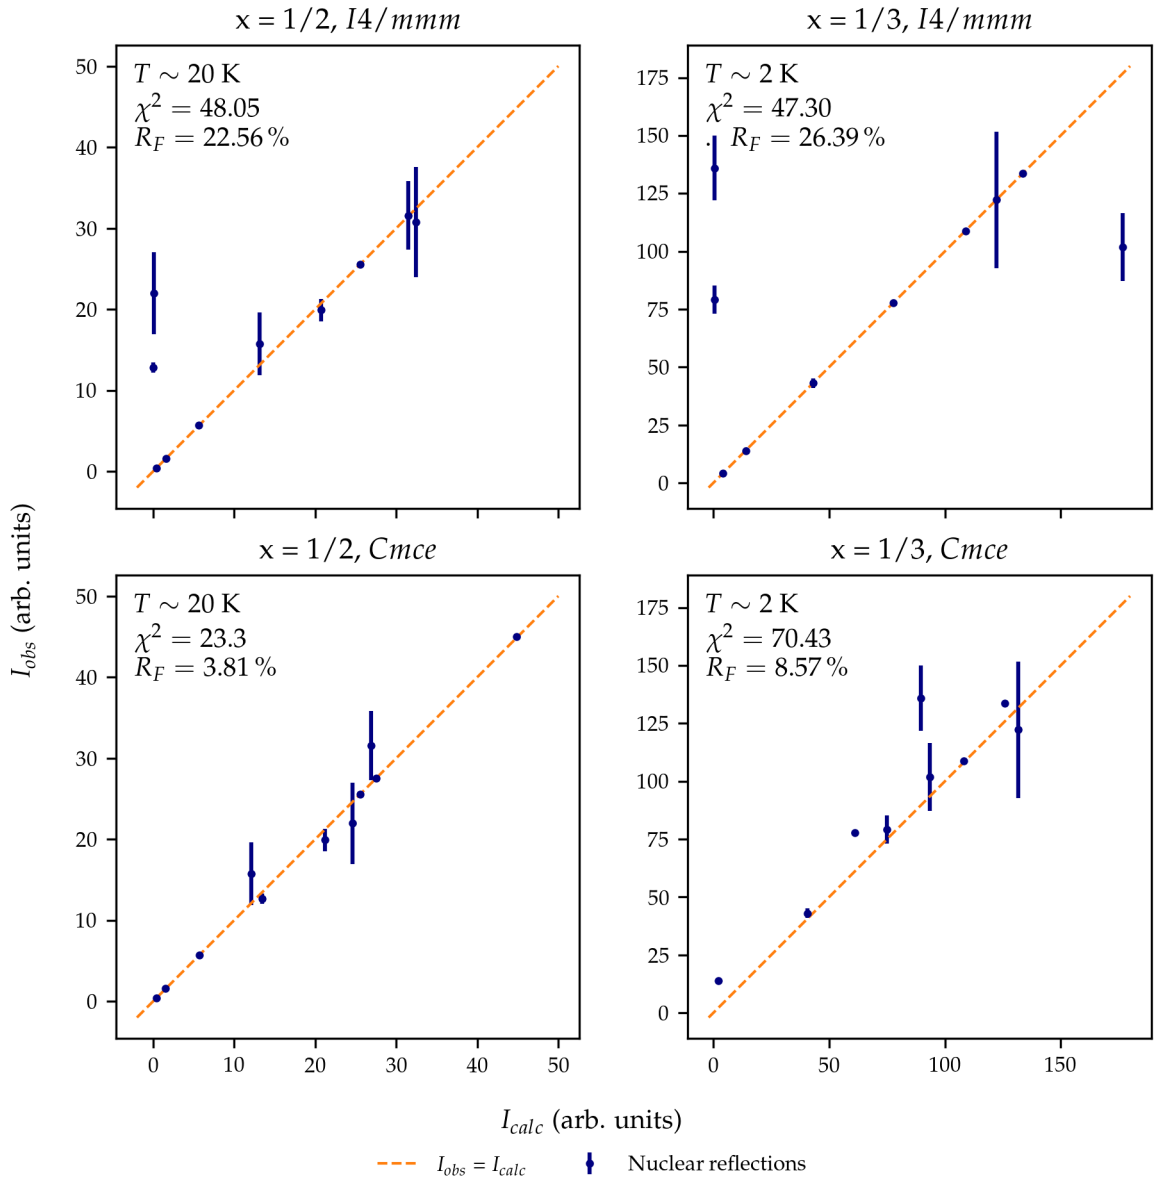 x = 1/2, I4/mmm
T ∼ 20 K
χ² = 48.05
R_F = 22.56 %
50
40
30
20
10
0
x = 1/3, I4/mmm
T ∼ 2 K
χ² = 47.30
. R_F = 26.39 %
175
150
125
100
75
50
25
0
I_obs (arb. units)
x = 1/2, Cmce
T ∼ 20 K
χ² = 23.3
R_F = 3.81 %
50
40
30
20
10
0
0 10 20 30 40 50
x = 1/3, Cmce
T ∼ 2 K
χ² = 70.43
R_F = 8.57 %
175
150
125
100
75
50
25
0
0 50 100 150
I_calc (arb. units)
I_obs = I_calc Nuclear reflections